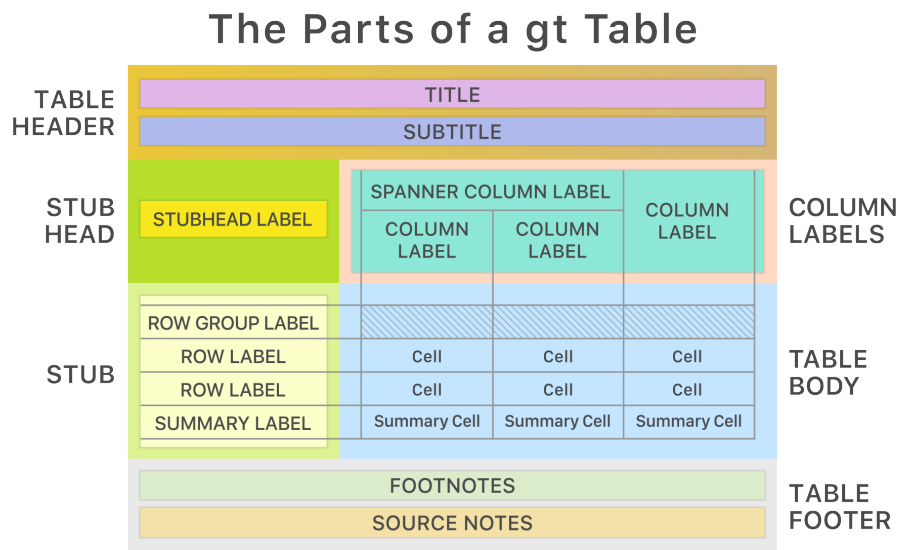 The Parts of a gt Table
TABLE
HEADER
TITLE
SUBTITLE
STUB
HEAD
STUBHEAD LABEL
SPANNER COLUMN LABEL
COLUMN
LABEL
COLUMN
LABEL
COLUMN
LABEL
COLUMN
LABELS
STUB
ROW GROUP LABEL
ROW LABEL
Cell
Cell
Cell
ROW LABEL
Cell
Cell
Cell
SUMMARY LABEL
Summary Cell
Summary Cell
Summary Cell
TABLE
BODY
FOOTNOTES
SOURCE NOTES
TABLE
FOOTER